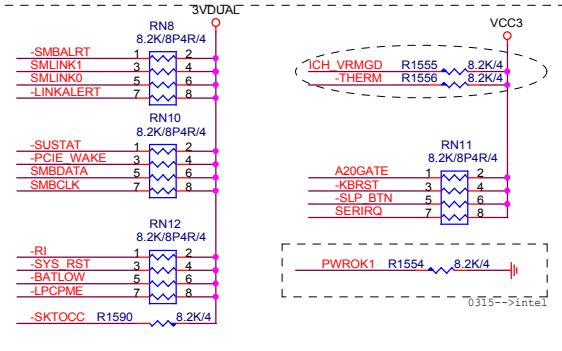 3VDUAL
RN8
8.2K/8P4R/4
-SMBALRT 1 2
SMLINK1 3 4
SMLINK0 5 6
-LINKALERT 7 8
RN10
8.2K/8P4R/4
-SUSTAT 1 2
-PCIE_WAKE 3 4
SMBDATA 5 6
SMBCLK 7 8
RN12
8.2K/8P4R/4
-RI 1 2
-SYS_RST 3 4
-BATLOW 5 6
-LPCPME 7 8
-SKTOCC R1590 8.2K/4
VCC3
ICH_VRMGD R1555 8.2K/4
-THERM R1556 8.2K/4
RN11
8.2K/8P4R/4
A20GATE 1 2
-KBRST 3 4
-SLP_BTN 5 6
SERIRQ 7 8
PWROK1 R1554 8.2K/4
0315-->intel